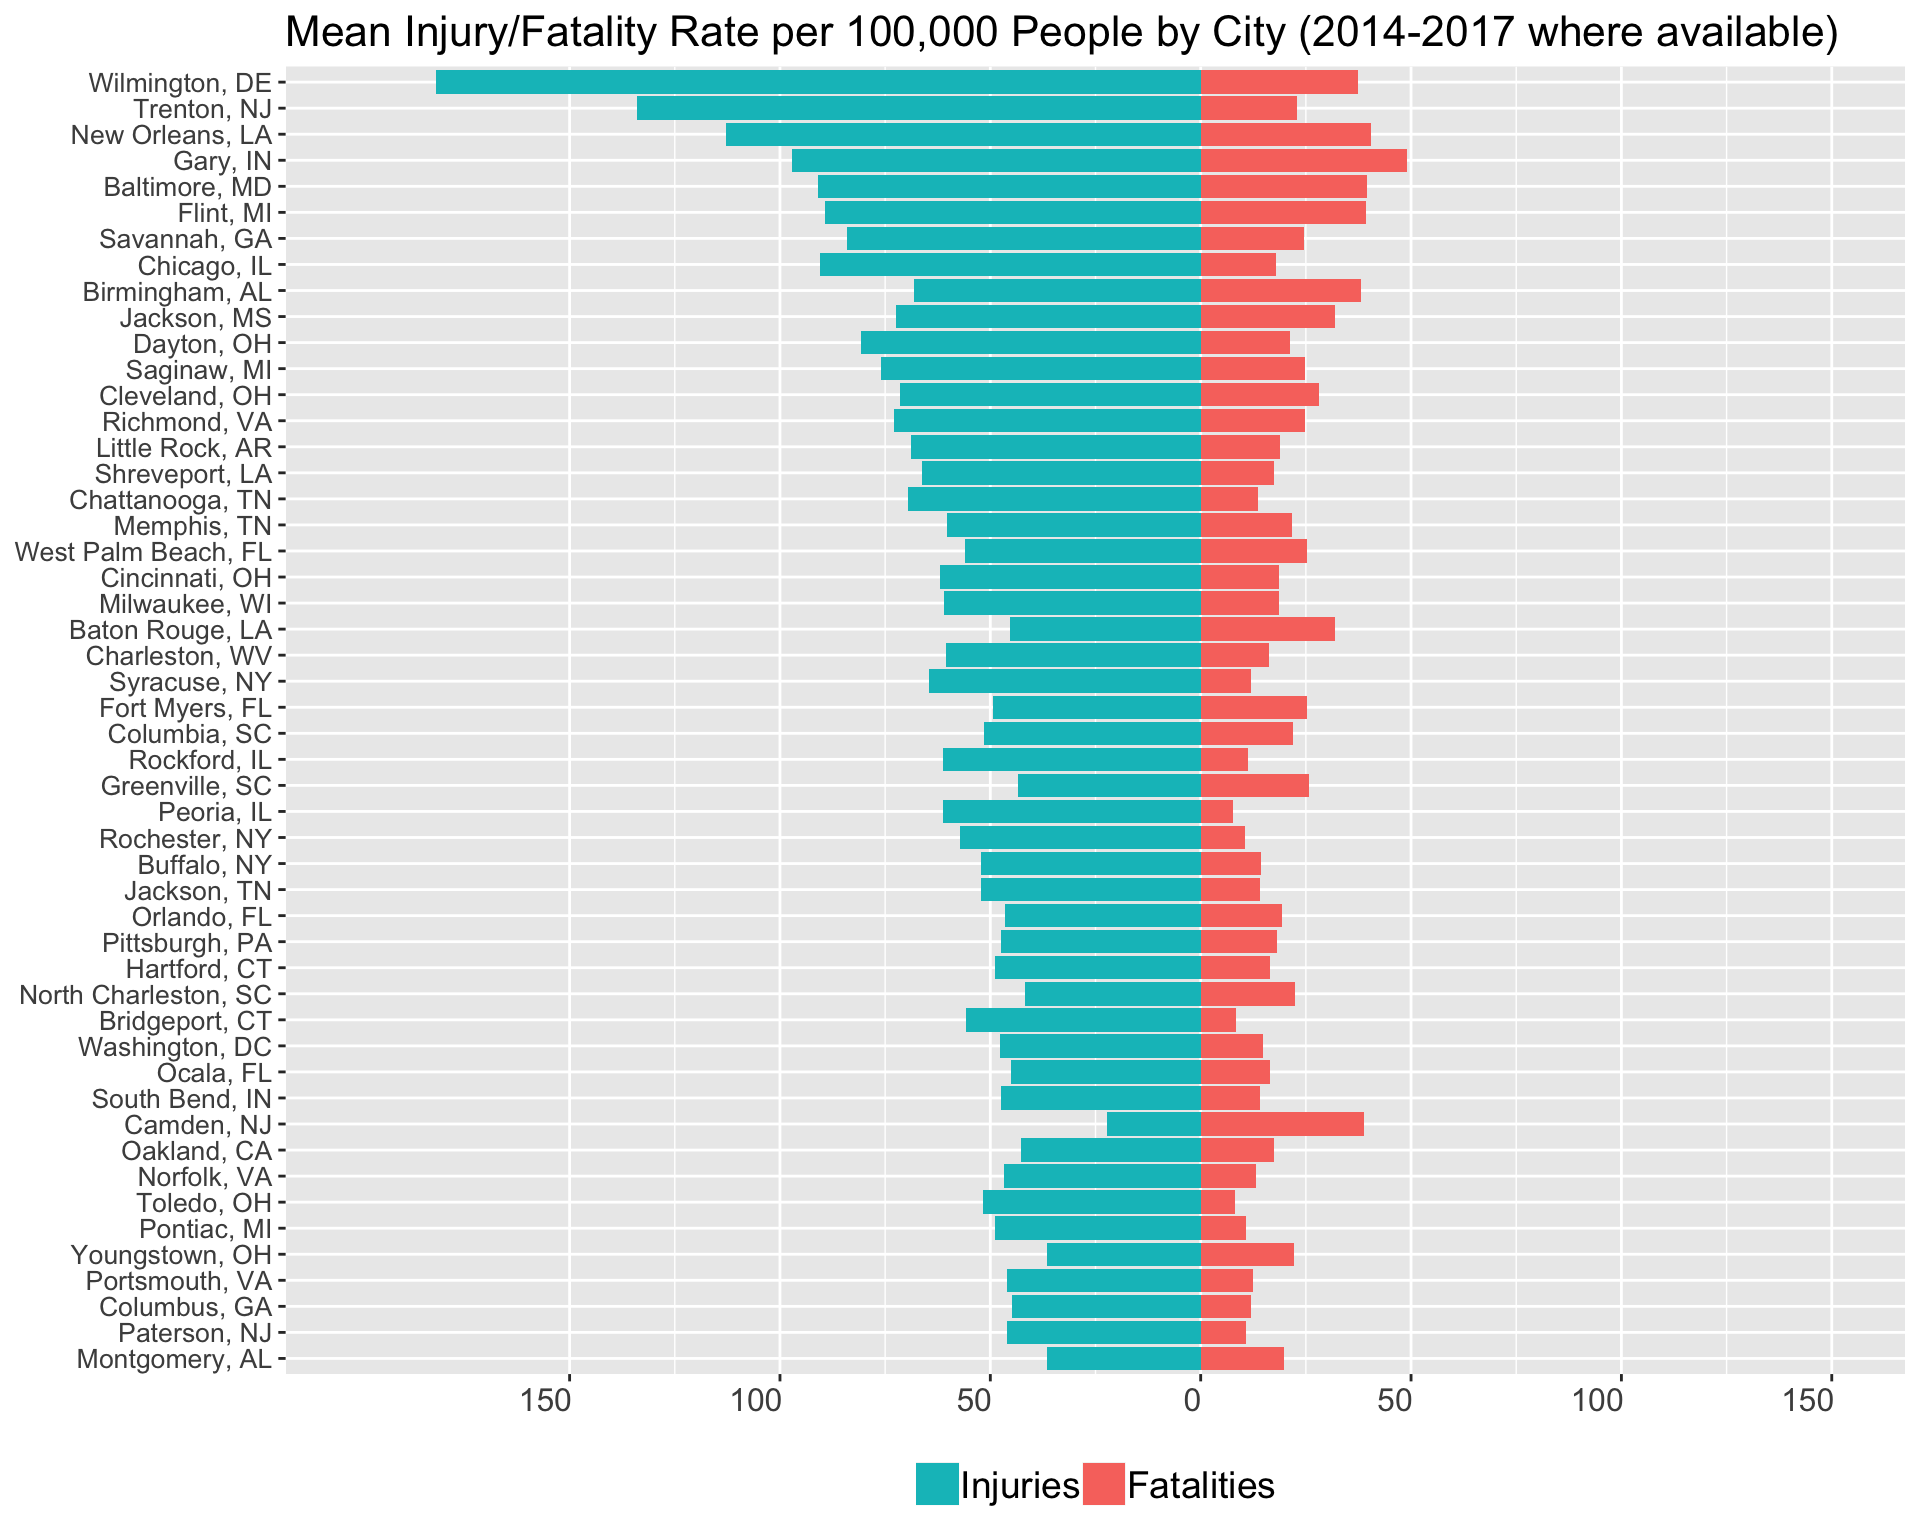 Mean Injury/Fatality Rate per 100,000 People by City (2014-2017 where available)
Wilmington, DE
Trenton, NJ
New Orleans, LA
Gary, IN
Baltimore, MD
Flint, MI
Savannah, GA
Chicago, IL
Birmingham, AL
Jackson, MS
Dayton, OH
Saginaw, MI
Cleveland, OH
Richmond, VA
Little Rock, AR
Shreveport, LA
Chattanooga, TN
Memphis, TN
West Palm Beach, FL
Cincinnati, OH
Milwaukee, WI
Baton Rouge, LA
Charleston, WV
Syracuse, NY
Fort Myers, FL
Columbia, SC
Rockford, IL
Greenville, SC
Peoria, IL
Rochester, NY
Buffalo, NY
Jackson, TN
Orlando, FL
Pittsburgh, PA
Hartford, CT
North Charleston, SC
Bridgeport, CT
Washington, DC
Ocala, FL
South Bend, IN
Camden, NJ
Oakland, CA
Norfolk, VA
Toledo, OH
Pontiac, MI
Youngstown, OH
Portsmouth, VA
Columbus, GA
Paterson, NJ
Montgomery, AL
150 100 50 0 50 100 150
Injuries Fatalities